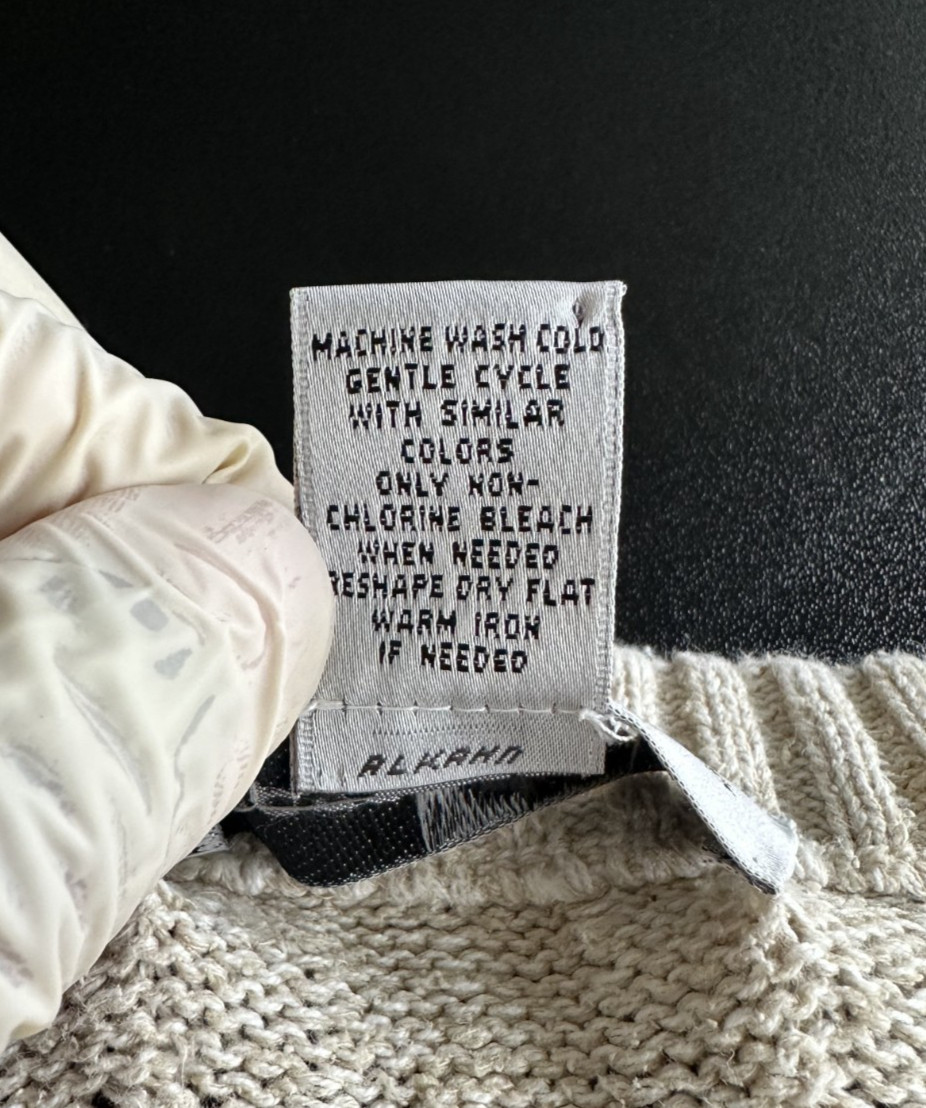 MACHINE WASH COLD
GENTLE CYCLE
WITH SIMILAR
COLORS
ONLY NON-
CHLORINE BLEACH
WHEN NEEDED
RESHAPE DRY FLAT
WARM IRON
IF NEEDED
ALKAKN